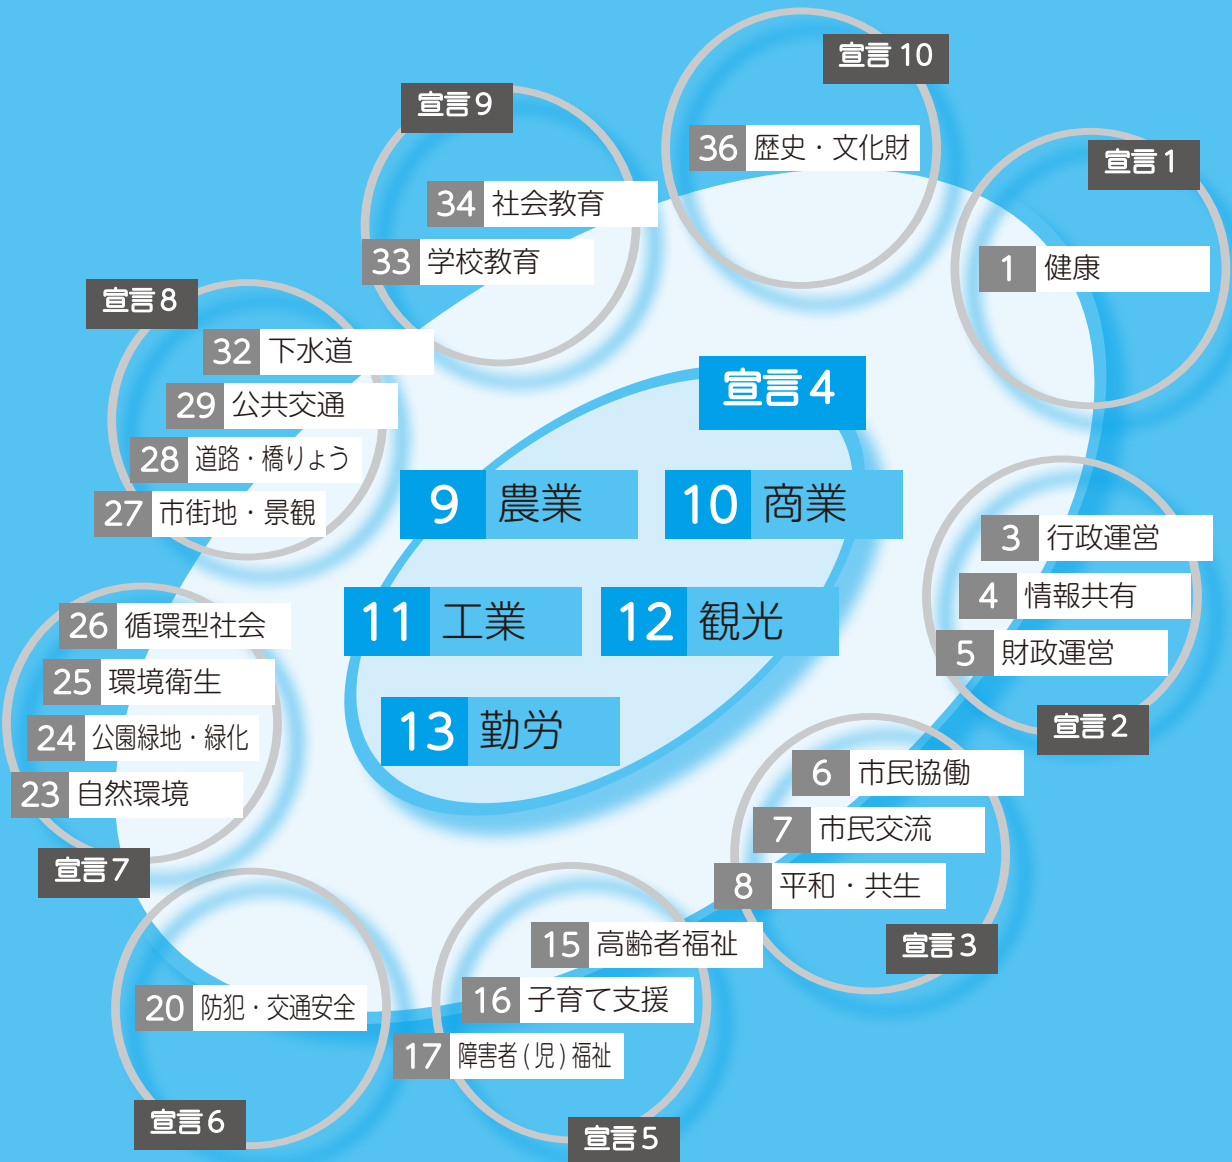 宣言 10
36 歴史・文化財
宣言 9
34 社会教育
33 学校教育
宣言 1
1 健康
宣言 8
32 下水道
29 公共交通
28 道路・橋りょう
27 市街地・景観
宣言 4
9 農業
10 商業
11 工業
12 観光
13 勤労
3 行政運営
4 情報共有
5 財政運営
宣言 2
26 循環型社会
25 環境衛生
24 公園緑地・緑化
23 自然環境
宣言 7
6 市民協働
7 市民交流
8 平和・共生
宣言 3
15 高齢者福祉
16 子育て支援
17 障害者(児)福祉
宣言 5
20 防犯・交通安全
宣言 6